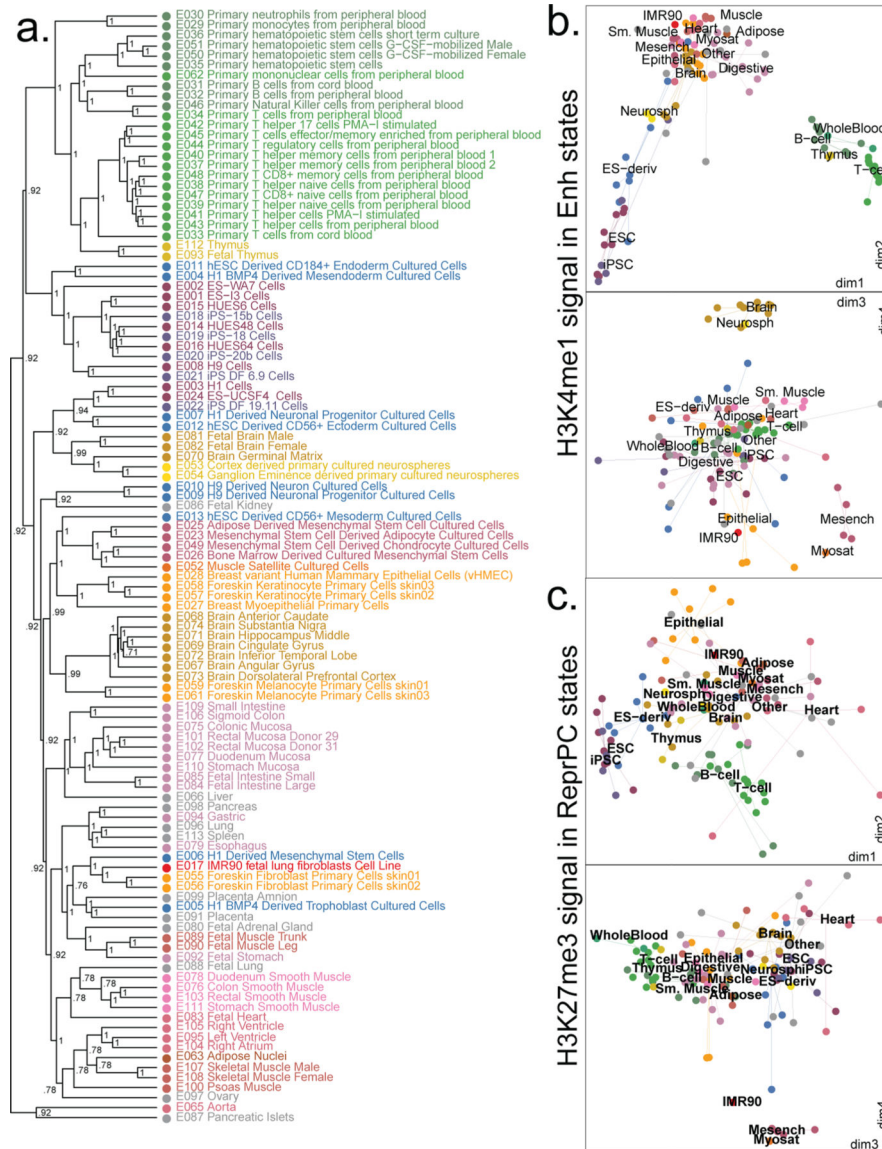 a.
E030 Primary neutrophils from peripheral blood
E029 Primary monocytes from peripheral blood
E036 Primary hematopoietic stem cells short term culture
E051 Primary hematopoietic stem cells G-CSF-mobilized Male
E050 Primary hematopoietic stem cells G-CSF-mobilized Female
E035 Primary hematopoietic stem cells
E062 Primary mononuclear cells from peripheral blood
E031 Primary B cells from cord blood
E032 Primary B cells from peripheral blood
E046 Primary Natural Killer cells from peripheral blood
E034 Primary T cells from peripheral blood
E042 Primary T helper 17 cells PMA-I stimulated
E045 Primary T cells effector/memory enriched from peripheral blood
E044 Primary T regulatory cells from peripheral blood
E040 Primary T helper memory cells from peripheral blood 1
E037 Primary T helper memory cells from peripheral blood 2
E048 Primary T CD8+ memory cells from peripheral blood
E038 Primary T helper naive cells from peripheral blood
E047 Primary T CD8+ naive cells from peripheral blood
E039 Primary T helper naive cells from peripheral blood
E041 Primary T helper cells PMA-I stimulated
E043 Primary T helper cells from peripheral blood
E033 Primary T cells from cord blood
E112 Thymus
E093 Fetal Thymus
E011 hESC Derived CD184+ Endoderm Cultured Cells
E004 H1 BMP4 Derived Mesendoderm Cultured Cells
E002 ES-WA7 Cells
E001 ES-I3 Cells
E015 HUES6 Cells
E018 iPS-15b Cells
E014 HUES48 Cells
E019 iPS-18 Cells
E016 HUES64 Cells
E020 iPS-20b Cells
E008 H9 Cells
E021 iPS DF 6.9 Cells
E003 H1 Cells
E024 ES-UCSF4 Cells
E022 iPS DF 19.11 Cells
E007 H1 Derived Neuronal Progenitor Cultured Cells
E012 hESC Derived CD56+ Ectoderm Cultured Cells
E081 Fetal Brain Male
E082 Fetal Brain Female
E070 Brain Germinal Matrix
E053 Cortex derived primary cultured neurospheres
E054 Ganglion Eminence derived primary cultured neurospheres
E010 H9 Derived Neuron Cultured Cells
E009 H9 Derived Neuronal Progenitor Cultured Cells
E086 Fetal Kidney
E013 hESC Derived CD56+ Mesoderm Cultured Cells
E025 Adipose Derived Mesenchymal Stem Cell Cultured Cells
E023 Mesenchymal Stem Cell Derived Adipocyte Cultured Cells
E049 Mesenchymal Stem Cell Derived Chondrocyte Cultured Cells
E026 Bone Marrow Derived Cultured Mesenchymal Stem Cells
E052 Muscle Satellite Cultured Cells
E028 Breast variant Human Mammary Epithelial Cells (vHMEC)
E058 Foreskin Keratinocyte Primary Cells skin03
E057 Foreskin Keratinocyte Primary Cells skin02
E027 Breast Myoepithelial Primary Cells
E068 Brain Anterior Caudate
E074 Brain Substantia Nigra
E071 Brain Hippocampus Middle
E069 Brain Cingulate Gyrus
E072 Brain Inferior Temporal Lobe
E067 Brain Angular Gyrus
E073 Brain Dorsolateral Prefrontal Cortex
E059 Foreskin Melanocyte Primary Cells skin01
E061 Foreskin Melanocyte Primary Cells skin03
E109 Small Intestine
E106 Sigmoid Colon
E075 Colonic Mucosa
E101 Rectal Mucosa Donor 29
E102 Rectal Mucosa Donor 31
E077 Duodenum Mucosa
E110 Stomach Mucosa
E085 Fetal Intestine Small
E084 Fetal Intestine Large
E066 Liver
E098 Pancreas
E094 Gastric
E096 Lung
E113 Spleen
E079 Esophagus
E006 H1 Derived Mesenchymal Stem Cells
E017 IMR90 fetal lung fibroblasts Cell Line
E055 Foreskin Fibroblast Primary Cells skin01
E056 Foreskin Fibroblast Primary Cells skin02
E099 Placenta Amnion
E005 H1 BMP4 Derived Trophoblast Cultured Cells
E091 Placenta
E080 Fetal Adrenal Gland
E089 Fetal Muscle Trunk
E090 Fetal Muscle Leg
E092 Fetal Stomach
E088 Fetal Lung
E078 Duodenum Smooth Muscle
E076 Colon Smooth Muscle
E103 Rectal Smooth Muscle
E111 Stomach Smooth Muscle
E083 Fetal Heart
E105 Right Ventricle
E095 Left Ventricle
E104 Right Atrium
E063 Adipose Nuclei
E107 Skeletal Muscle Male
E108 Skeletal Muscle Female
E100 Psoas Muscle
E097 Ovary
E065 Aorta
E087 Pancreatic Islets
b.
H3K4me1 signal in Enh states
IMR90
Muscle
Sm. Muscle
Heart
Adipose
Myosat
Mesench
Other
Epithelial
Digestive
Brain
Neurosph
WholeBlood
B-cell
Thymus
T-cell
ES-deriv
ESC
iPSC
dim1
dim2
dim3
dim4
Brain
Neurosph
Sm. Muscle
Muscle
ES-deriv
Adipose
Heart
Thymus
T-cell
WholeBlood
B-cell
Other
iPSC
Digestive
ESC
Epithelial
IMR90
Mesench
Myosat
c.
H3K27me3 signal in ReprPC states
Epithelial
IMR90
Adipose
Muscle
Myosat
Sm. Muscle
Mesench
Neurosph
Digestive
WholeBlood
Other
Heart
ES-deriv
Brain
Thymus
ESC
iPSC
B-cell
T-cell
dim1
dim2
Heart
WholeBlood
Brain
Other
T-cell
Epithelial
ESC
Thymus
Digestive
Neurosph
iPSC
B-cell
Muscle
ES-deriv
Sm. Muscle
Adipose
IMR90
Mesench
Myosat
dim3
dim4